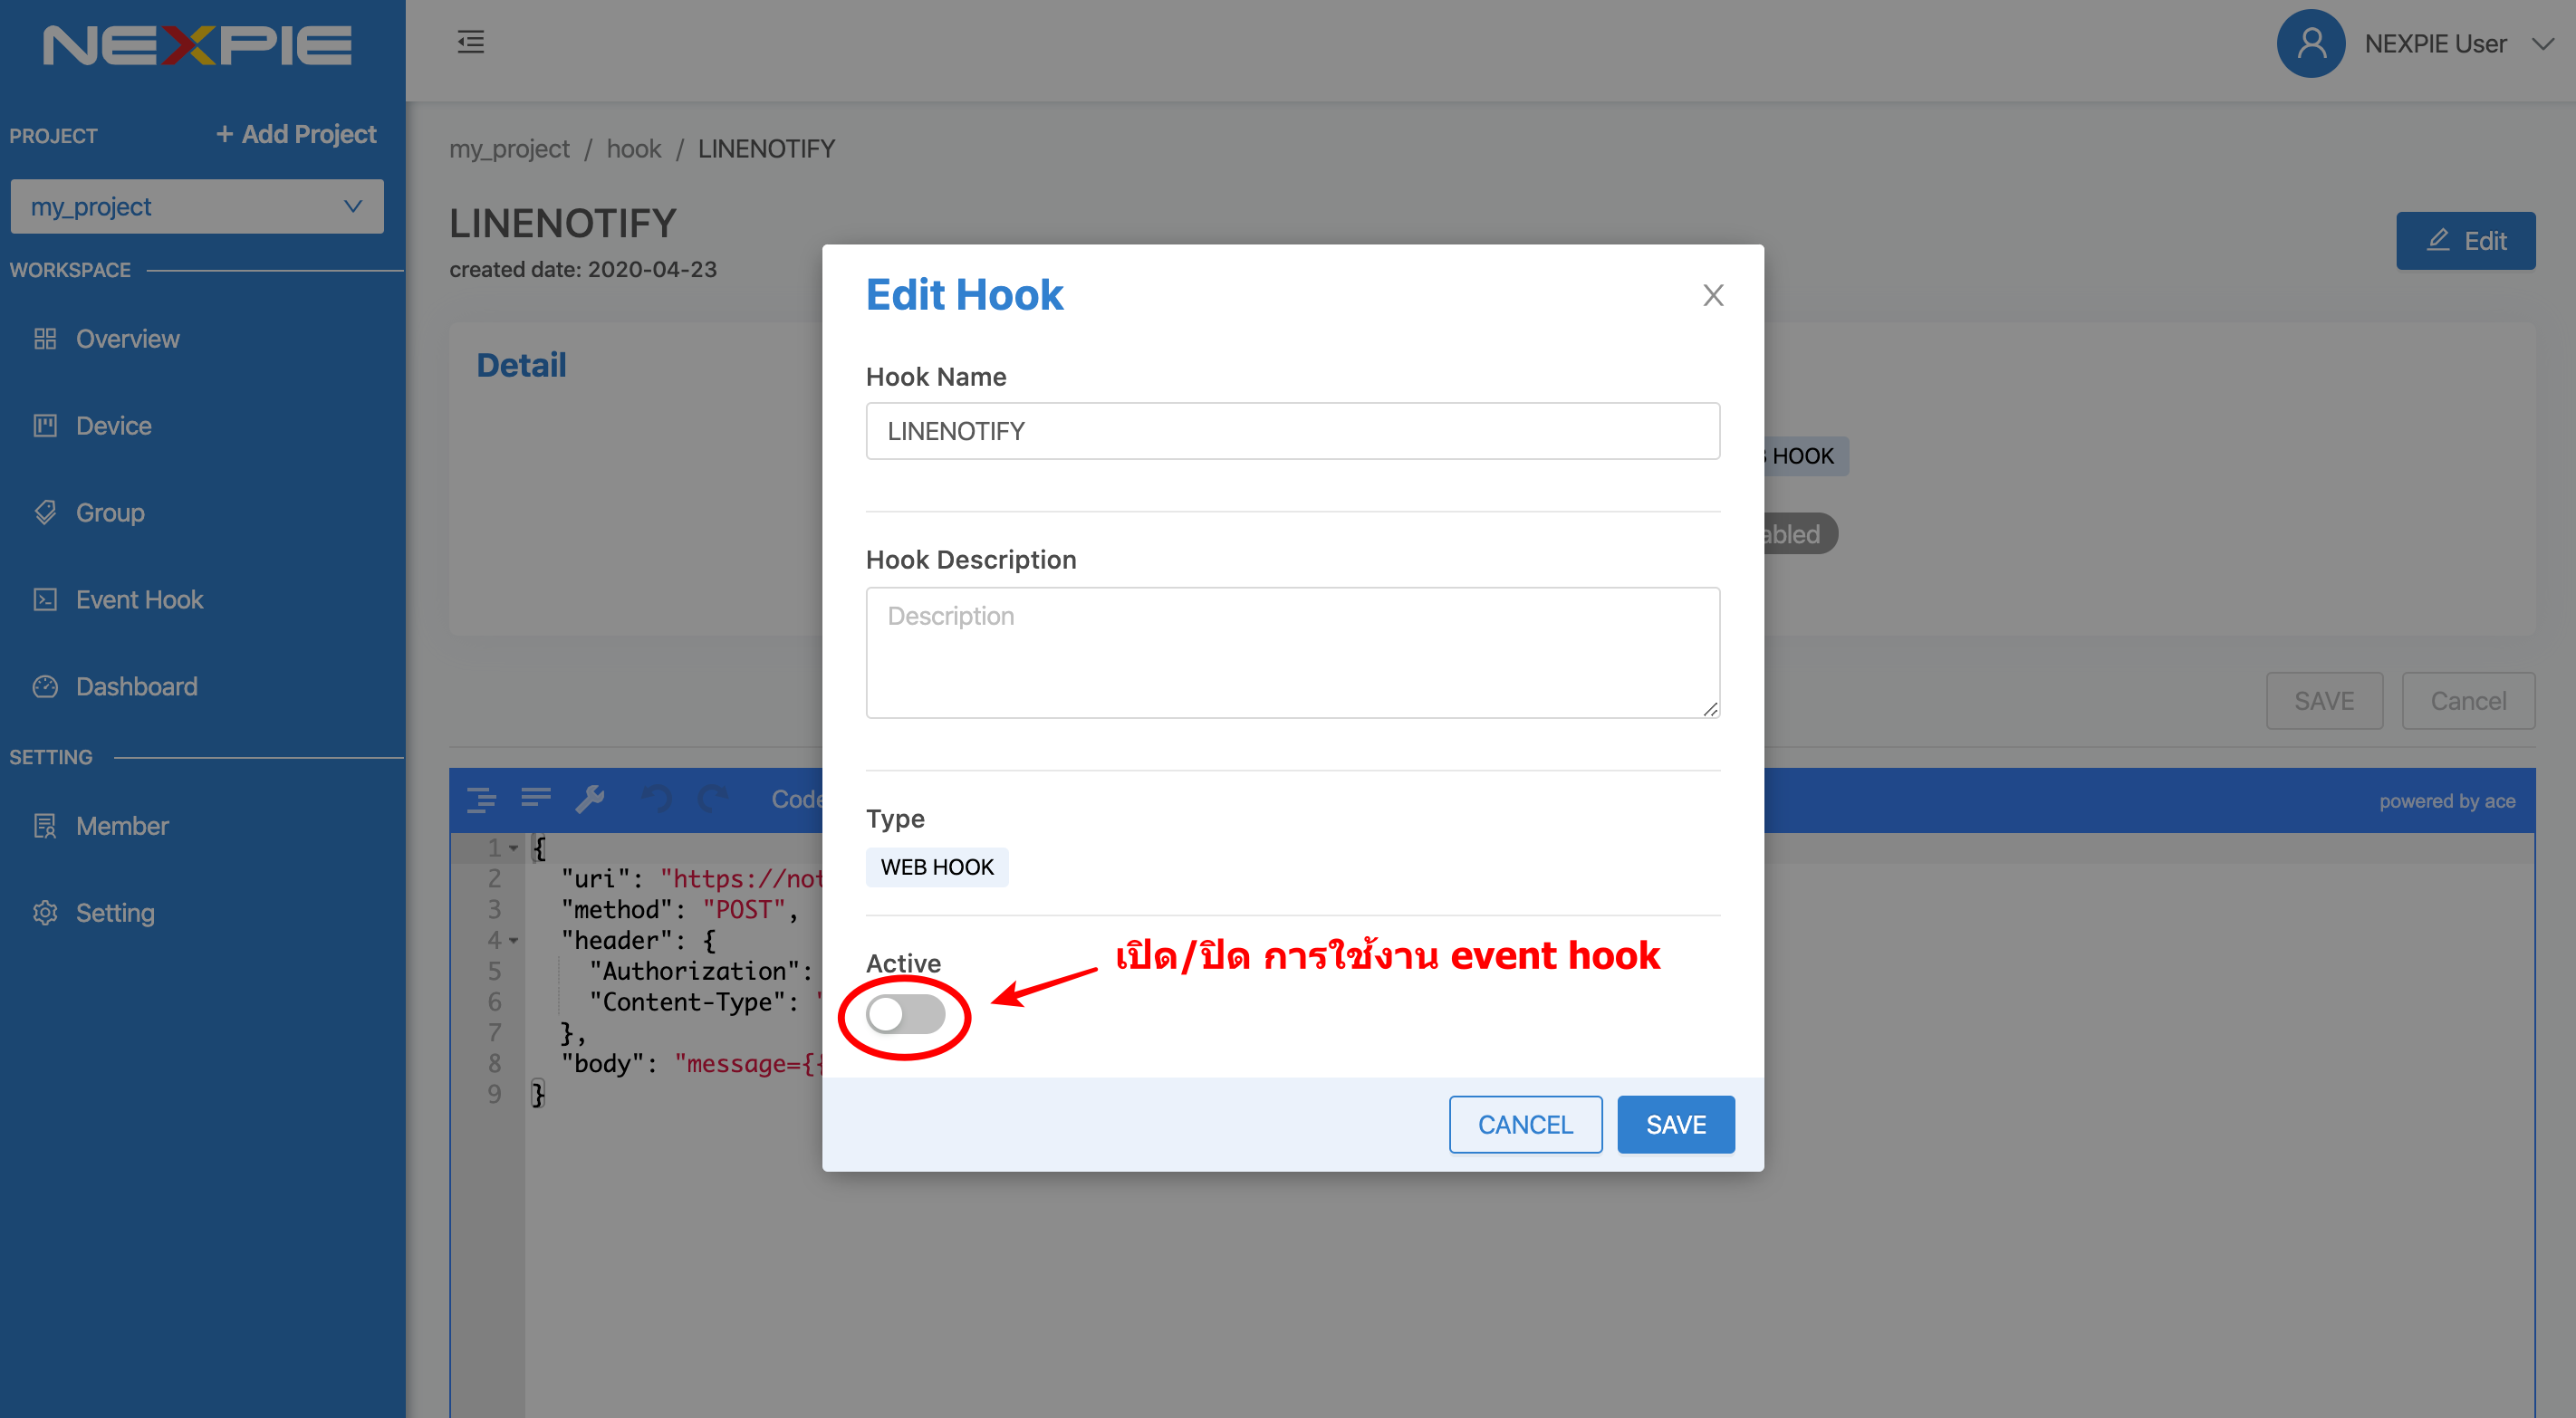 NEXPIE
NEXPIE User
PROJECT
+ Add Project
my_project
WORKSPACE
Overview
Device
Group
Event Hook
Dashboard
SETTING
Member
Setting
my_project / hook / LINENOTIFY
LINENOTIFY
created date: 2020-04-23
Edit
Detail
HOOK
SAVE
Cancel
Code
powered by ace
1 {
2 "uri": "https://not
3 "method": "POST",
4 "header": {
5 "Authorization":
6 "Content-Type": "
7 },
8 "body": "message={{
9 }
Edit Hook
Hook Name
LINENOTIFY
Hook Description
Description
Type
WEB HOOK
Active
เปิด/ปิด การใช้งาน event hook
CANCEL
SAVE